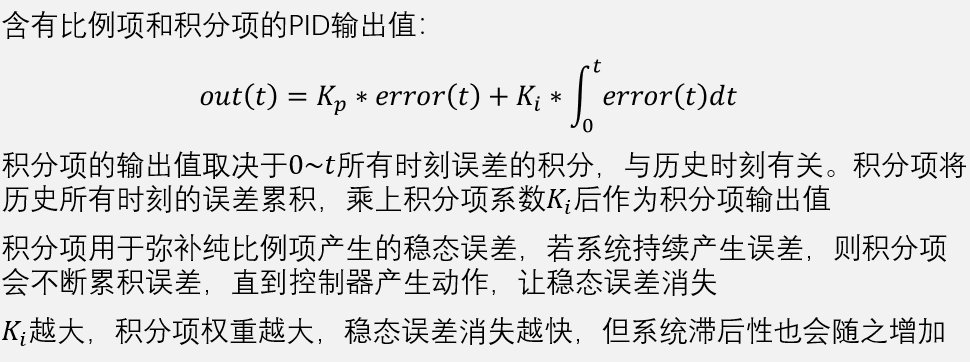 含有比例项和积分项的PID输出值：
out(t) = K_p * error(t) + K_i * ∫_0^t error(t)dt
积分项的输出值取决于0~t所有时刻误差的积分，与历史时刻有关。积分项将
历史所有时刻的误差累积，乘上积分项系数K_i后作为积分项输出值
积分项用于弥补纯比例项产生的稳态误差，若系统持续产生误差，则积分项
会不断累积误差，直到控制器产生动作，让稳态误差消失
K_i越大，积分项权重越大，稳态误差消失越快，但系统滞后性也会随之增加